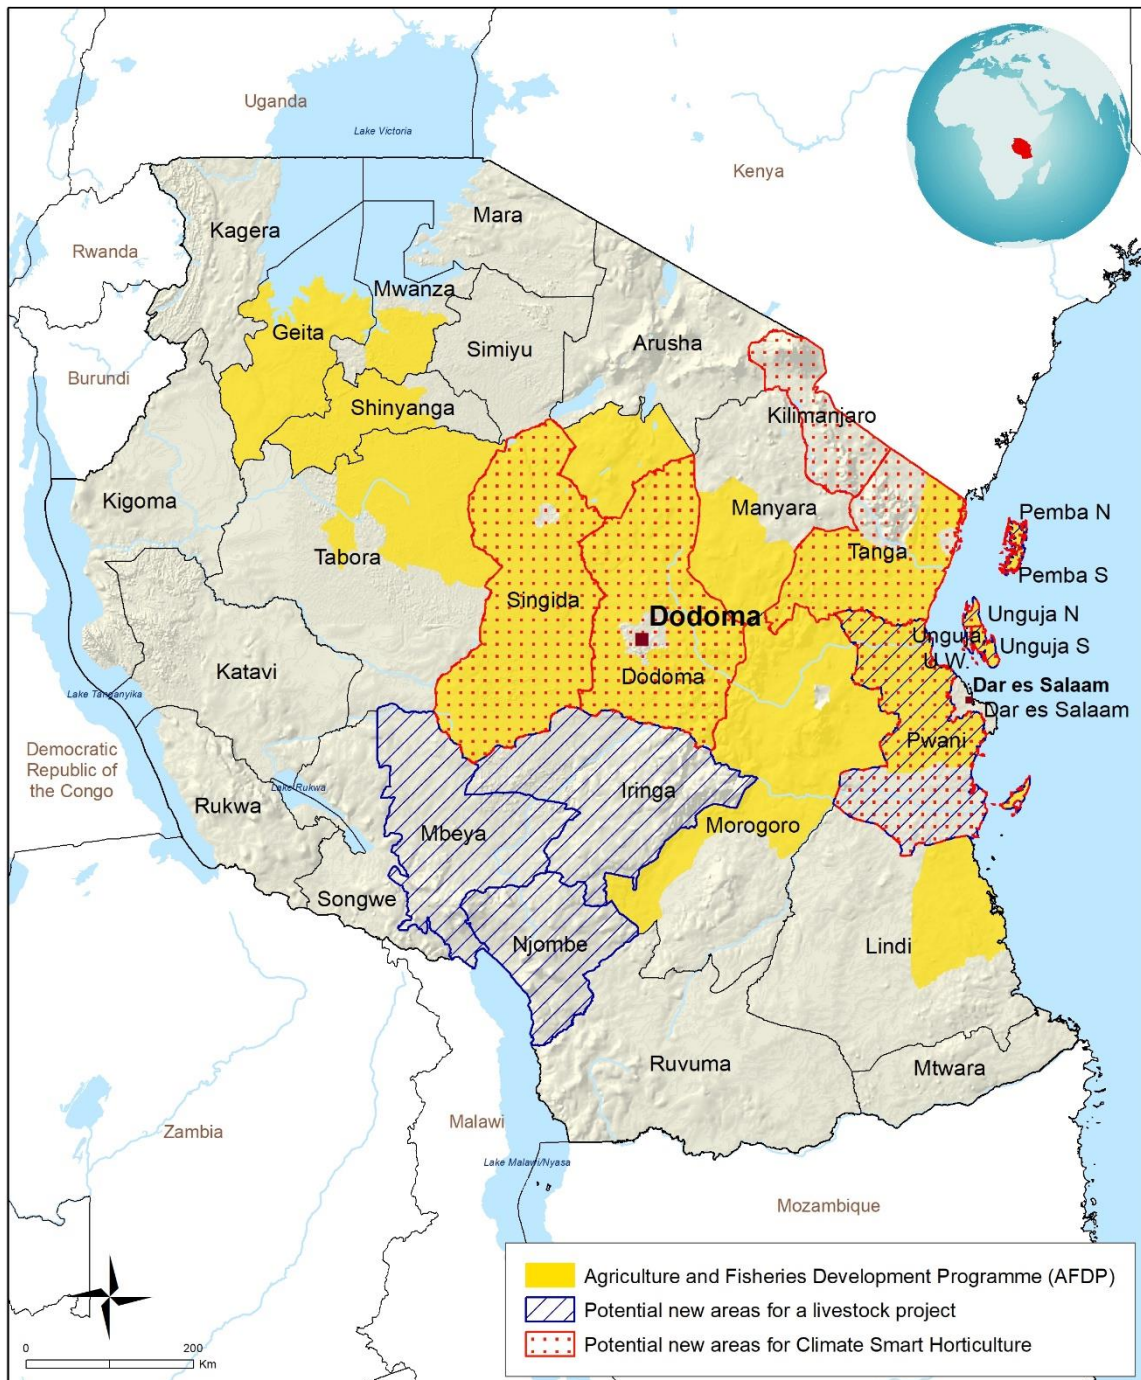 Uganda
Lake Victoria
Kenya
Mara
Kagera
Rwanda
Mwanza
Geita
Simiyu
Arusha
Burundi
Shinyanga
Kilimanjaro
Kigoma
Manyara
Pemba N
Tabora
Tanga
Pemba S
Singida
Dodoma
Unguja N
Unguja
U.W.
Unguja S
Katavi
Dodoma
Dar es Salaam
Dar es Salaam
Lake Tanganyika
Democratic
Republic of
the Congo
Pwani
Lake Rukwa
Iringa
Rukwa
Mbeya
Morogoro
Songwe
Njombe
Lindi
Ruvuma
Mtwara
Zambia
Malawi
Lake Malawi/Nyasa
Mozambique
Agriculture and Fisheries Development Programme (AFDP)
Potential new areas for a livestock project
Potential new areas for Climate Smart Horticulture
0 200
Km